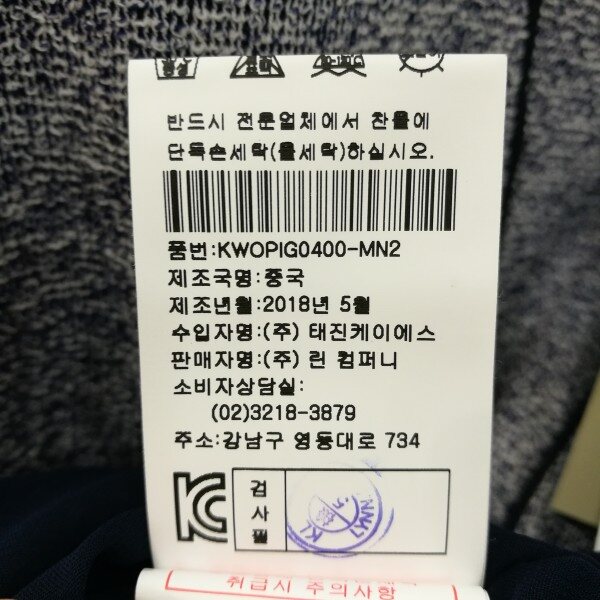 반드시 전문업체에서 찬물에
단독손세탁(물세탁)하십시오.
품번:KWOPIG0400-MN2
제조국명:중국
제조년월:2018년 5월
수입자명:(주) 태진케이에스
판매자명:(주) 린 컴퍼니
소비자상담실:
(02)3218-3879
주소:강남구 영동대로 734
검사필
취급시 주의사항